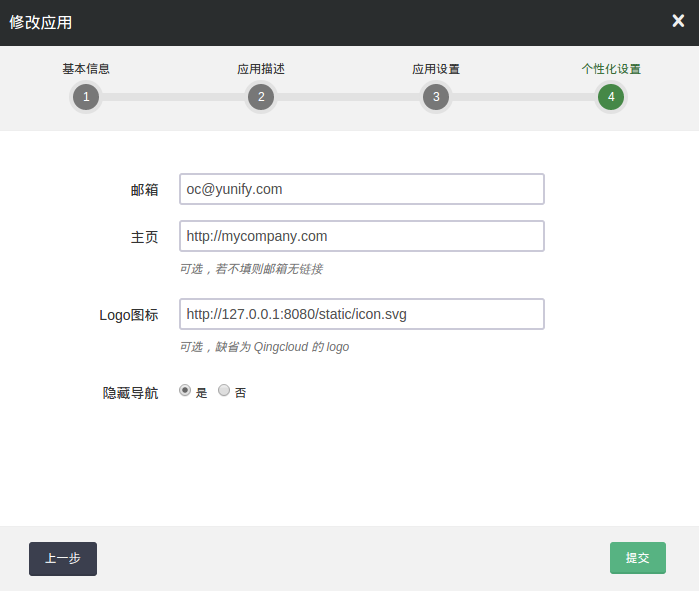 修改应用 ×
基本信息 应用描述 应用设置 个性化设置
1 2 3 4
邮箱 oc@yunify.com
主页 http://mycompany.com
可选，若不填则邮箱无链接
Logo图标 http://127.0.0.1:8080/static/icon.svg
可选，缺省为 Qingcloud 的 logo
隐藏导航 是 否
上一步 提交